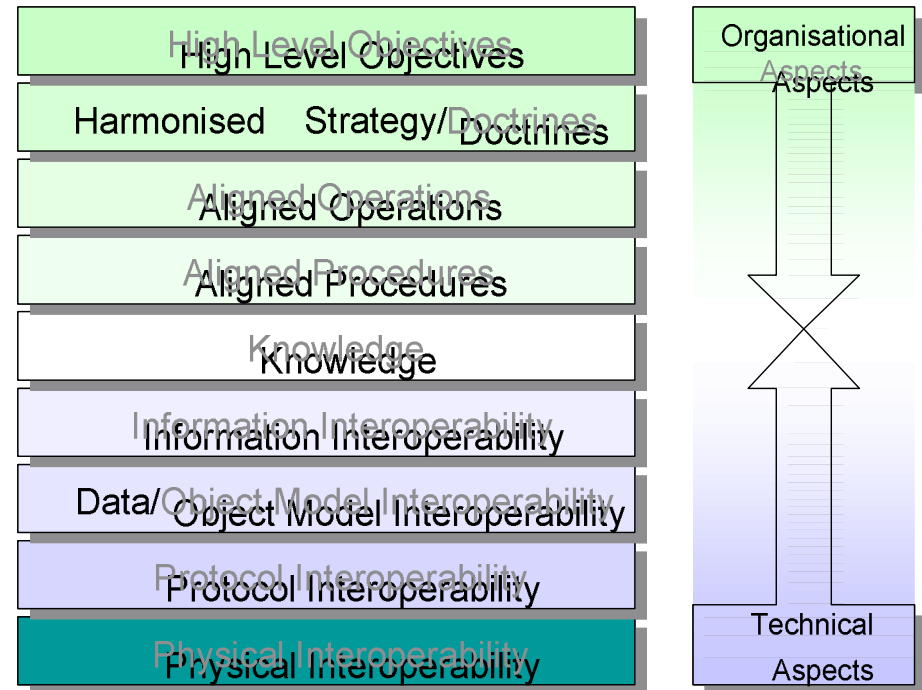 High Level Objectives
Harmonised Strategy/Doctrines
Aligned Operations
Aligned Procedures
Knowledge
Information Interoperability
Data/Object Model Interoperability
Protocol Interoperability
Physical Interoperability
Organisational
Aspects
Technical
Aspects